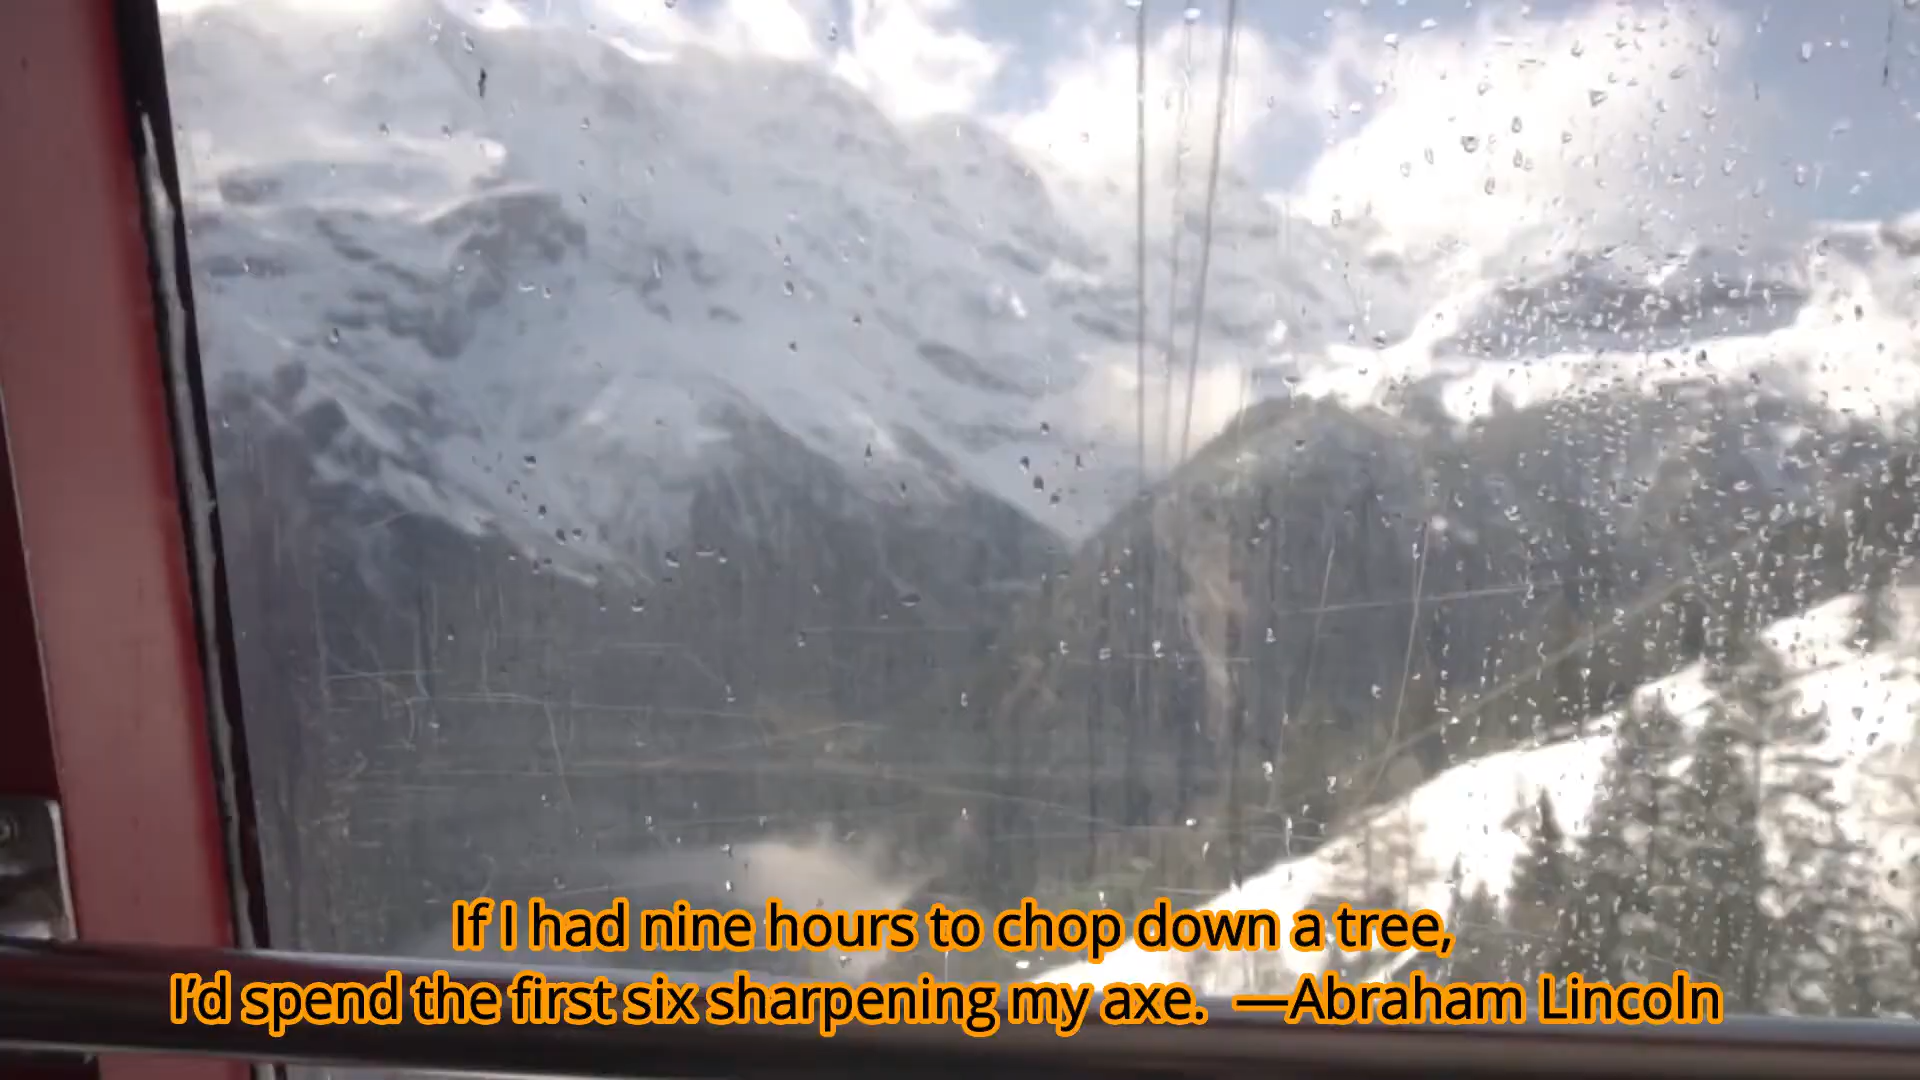 If I had nine hours to chop down a tree,
I’d spend the first six sharpening my axe.  —Abraham Lincoln